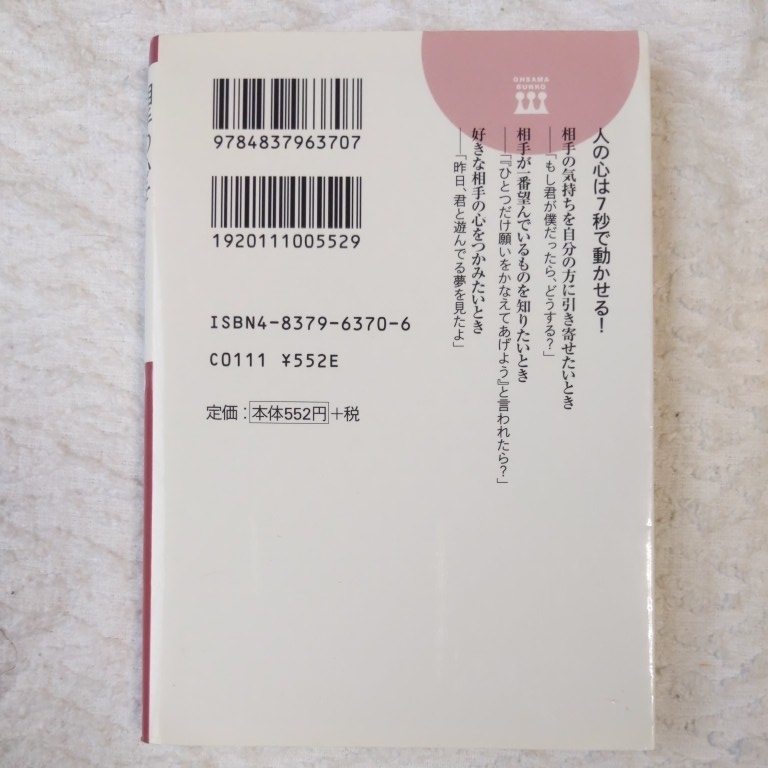 OHSAMA
BUNKO
人の心は7秒で動かせる!
相手の気持ちを自分の方に引き寄せたいとき
――「もし君が僕だったら、どうする?」
相手が一番望んでいるものを知りたいとき
――「『ひとつだけ願いをかなえてあげよう』と言われたら?」
好きな相手の心をつかみたいとき
――「昨日、君と遊んでる夢を見たよ」
9784837963707
1920111005529
ISBN4-8379-6370-6
C0111 ¥552E
定価:本体552円+税